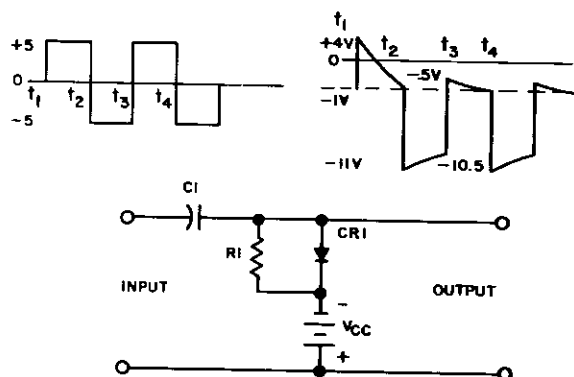 +5
0
t1 t2 t3 t4
-5
t1
+4V
0
t2 t3 t4
-.5V
-1V
-11V
-10.5
C1
R1
CR1
INPUT
OUTPUT
-
VCC
+